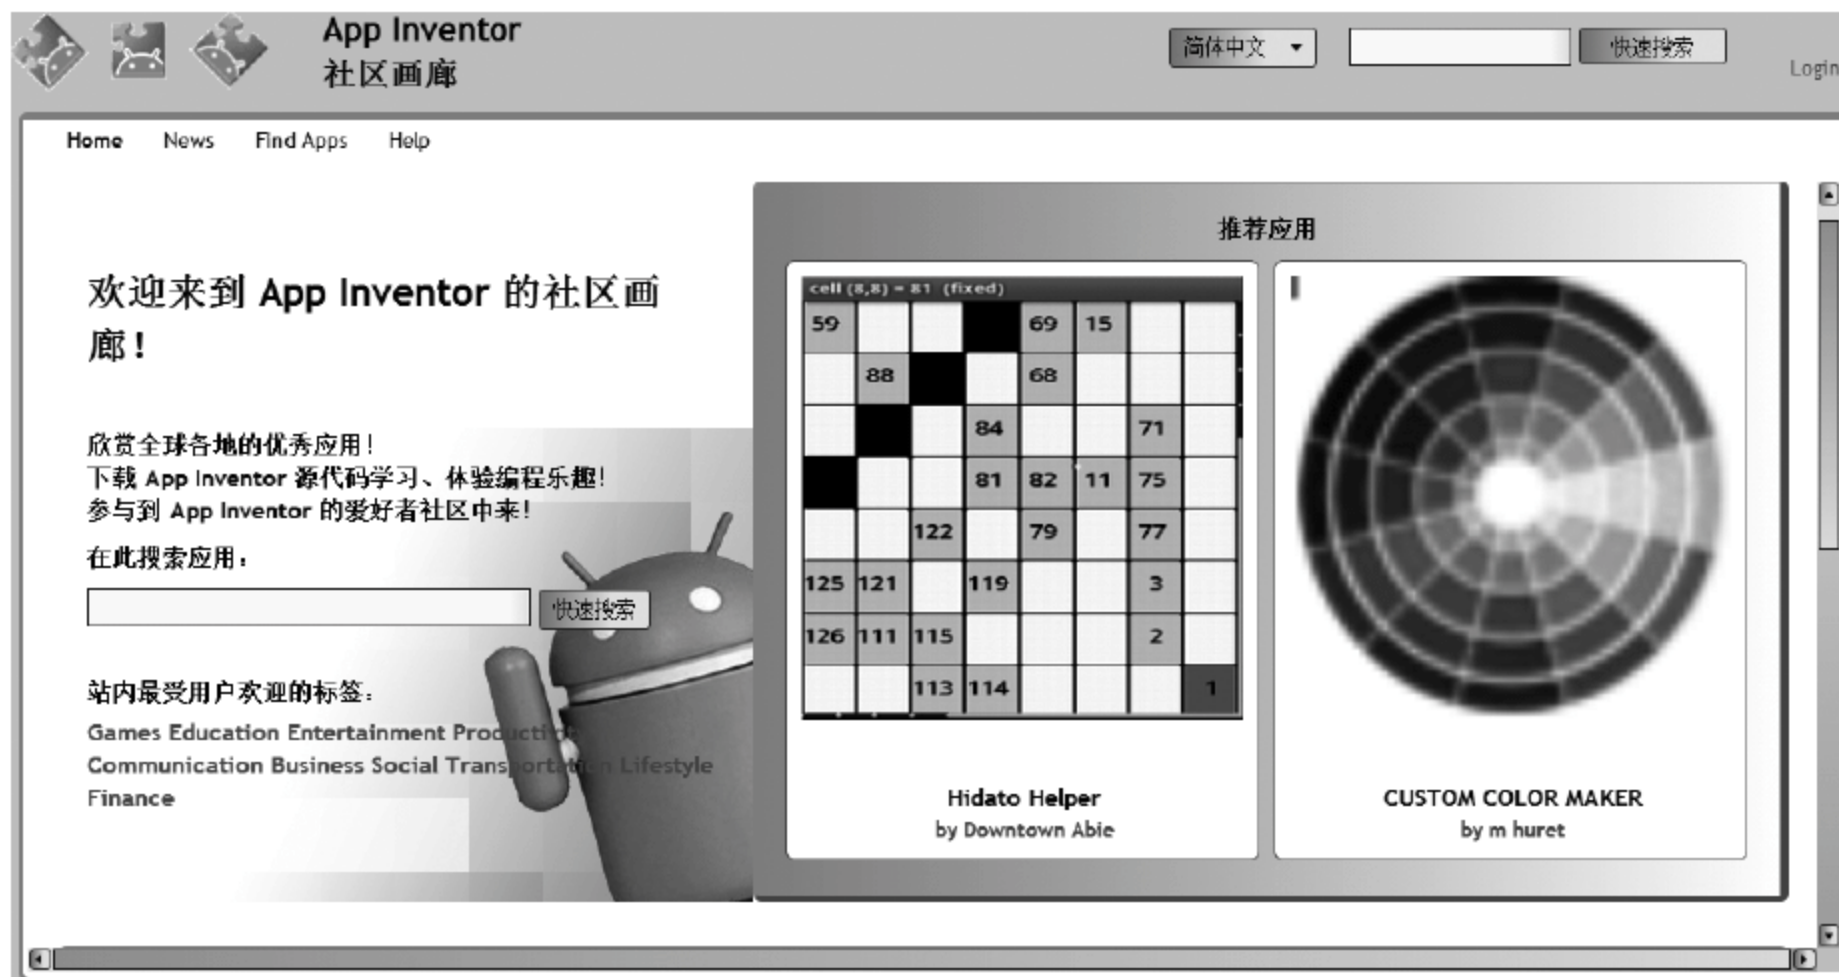 App Inventor
社区画廊
简体中文
快速搜索
Login
Home News Find Apps Help
欢迎来到 App Inventor 的社区画
廊！
欣赏全球各地的优秀应用！
下载 App Inventor 源代码学习、体验编程乐趣！
参与到 App Inventor 的爱好者社区中来！
在此搜索应用：
快速搜索
站内最受用户欢迎的标签：
Games Education Entertainment Production
Communication Business Social Transportation Lifestyle
Finance
推荐应用
cell (8,8) = 81 (fixed)
59 69 15
88 68
84 71
81 82 11 75
122 79 77
125 121 119 3
126 111 115 2
113 114 1
Hidato Helper
by Downtown Abie
CUSTOM COLOR MAKER
by m huret